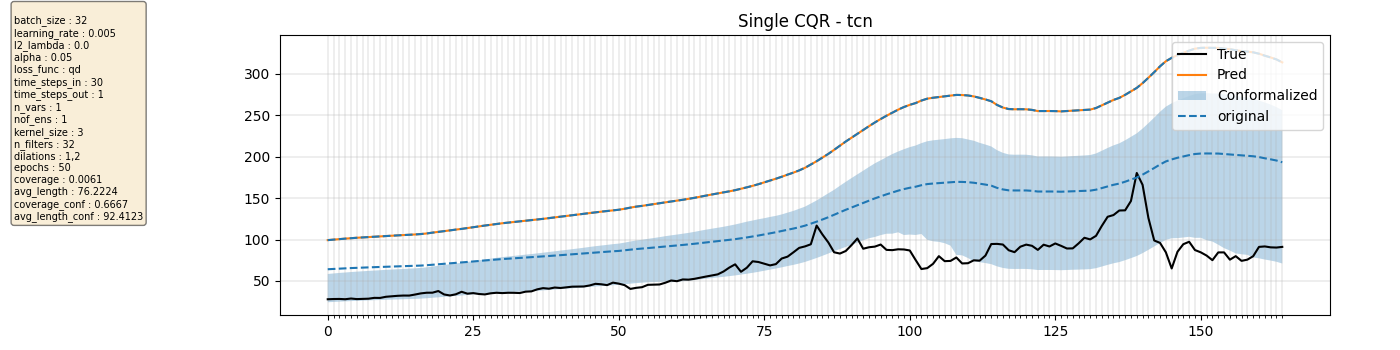 batch_size : 32
learning_rate : 0.005
l2_lambda : 0.0
alpha : 0.05
loss_func : qd
time_steps_in : 30
time_steps_out : 1
n_vars : 1
nof_ens : 1
kernel_size : 3
n_filters : 32
dilations : 1,2
epochs : 50
coverage : 0.0061
avg_length : 76.2224
coverage_conf : 0.6667
avg_length_conf : 92.4123
Single CQR - tcn
True
Pred
Conformalized
original
300
250
200
150
100
50
0 25 50 75 100 125 150